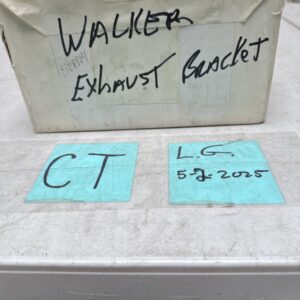 WALKER
EXHAUST BRACKET
CT
L.G.
5-2-2025